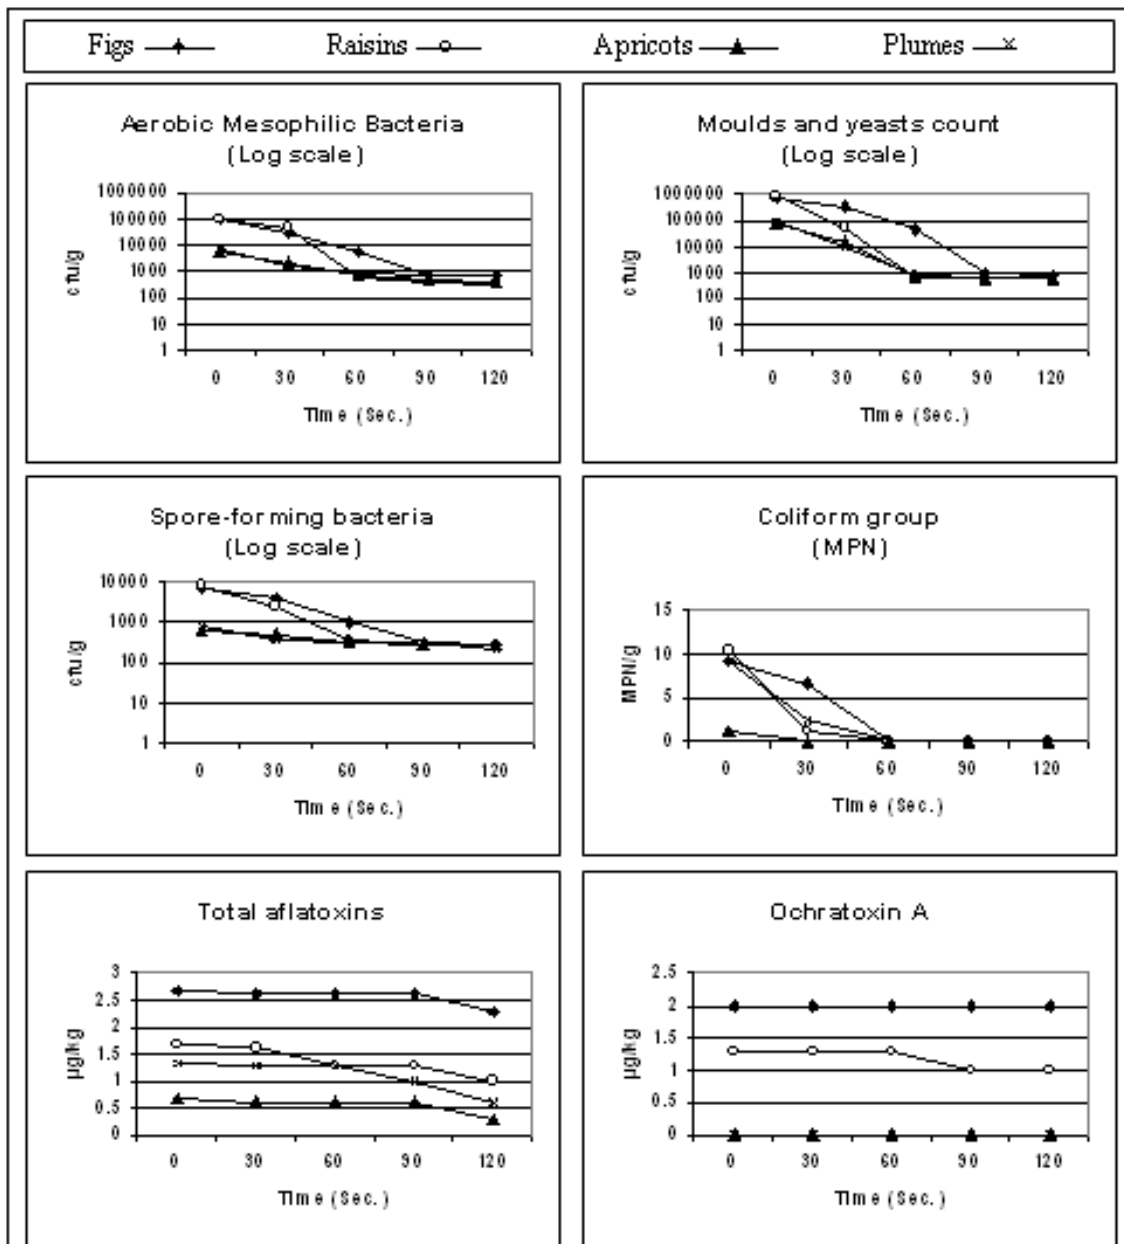 Figs Raisins Apricots Plumes
Aerobic Mesophilic Bacteria
(Log scale)
1000000
100000
10000
1000
100
10
1
cfu/g
0 30 60 90 120
Time (Sec.)
Moulds and yeasts count
(Log scale)
1000000
100000
10000
1000
100
10
1
cfu/g
0 30 60 90 120
Time (Sec.)
Spore-forming bacteria
(Log scale)
10000
1000
100
10
1
cfu/g
0 30 60 90 120
Time (Sec.)
Coliform group
(MPN)
15
10
5
0
MPN/g
0 30 60 90 120
Time (Sec.)
Total aflatoxins
3
2.5
2
1.5
1
0.5
0
µg/kg
0 30 60 90 120
Time (Sec.)
Ochratoxin A
2.5
2
1.5
1
0.5
0
µg/kg
0 30 60 90 120
Time (Sec.)